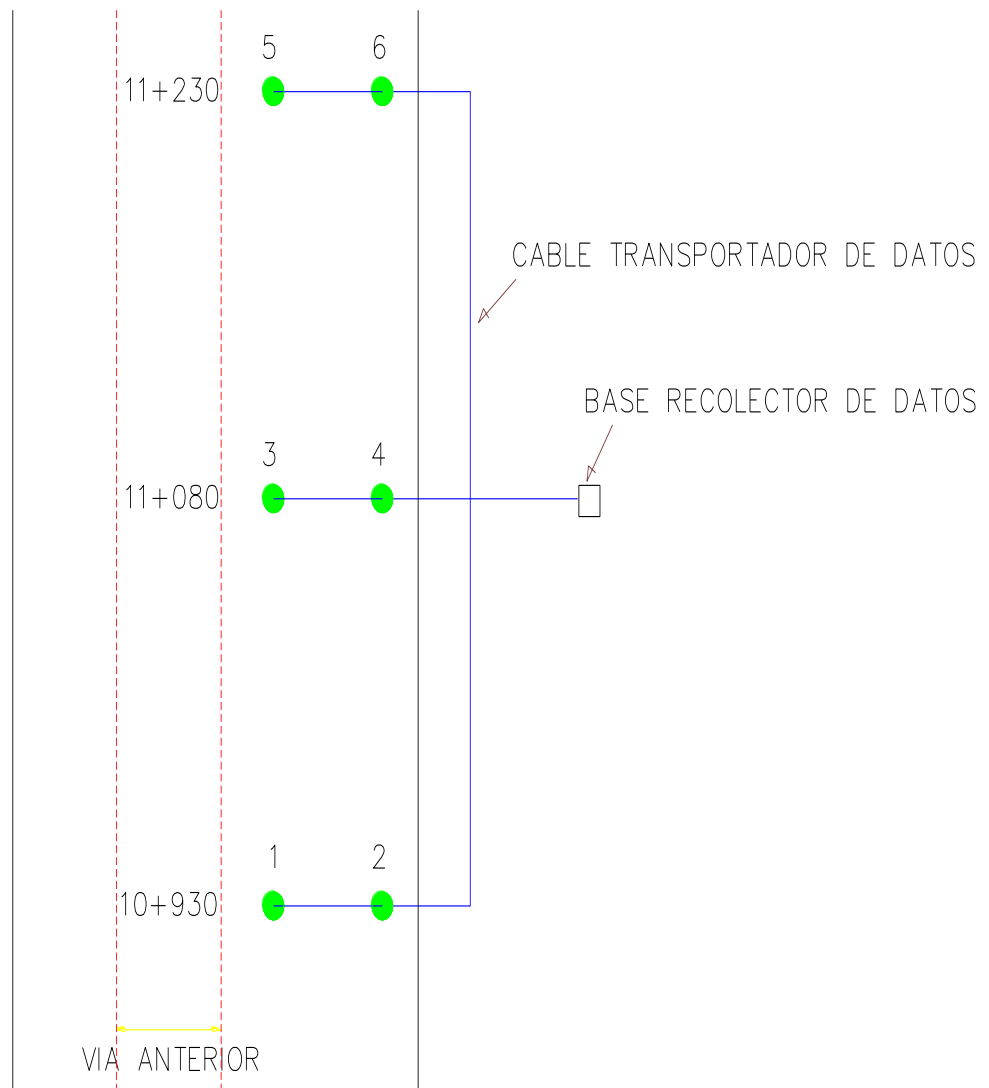 5 6
11+230
CABLE TRANSPORTADOR DE DATOS
BASE RECOLECTOR DE DATOS
3 4
11+080
1 2
10+930
VIA ANTERIOR